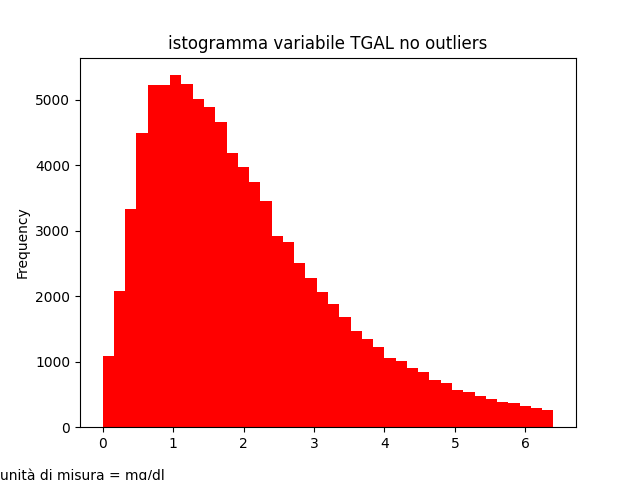 istogramma variabile TGAL no outliers
Frequency
5000
4000
3000
2000
1000
0
0 1 2 3 4 5 6
unità di misura = mg/dl